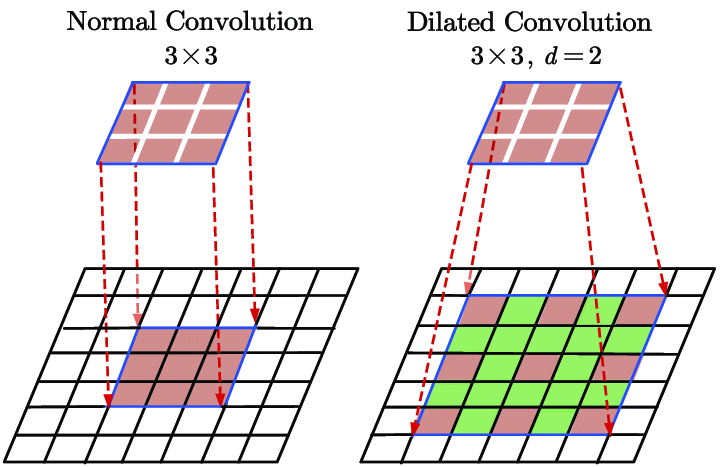 Normal Convolution
3×3
Dilated Convolution
3×3, d=2